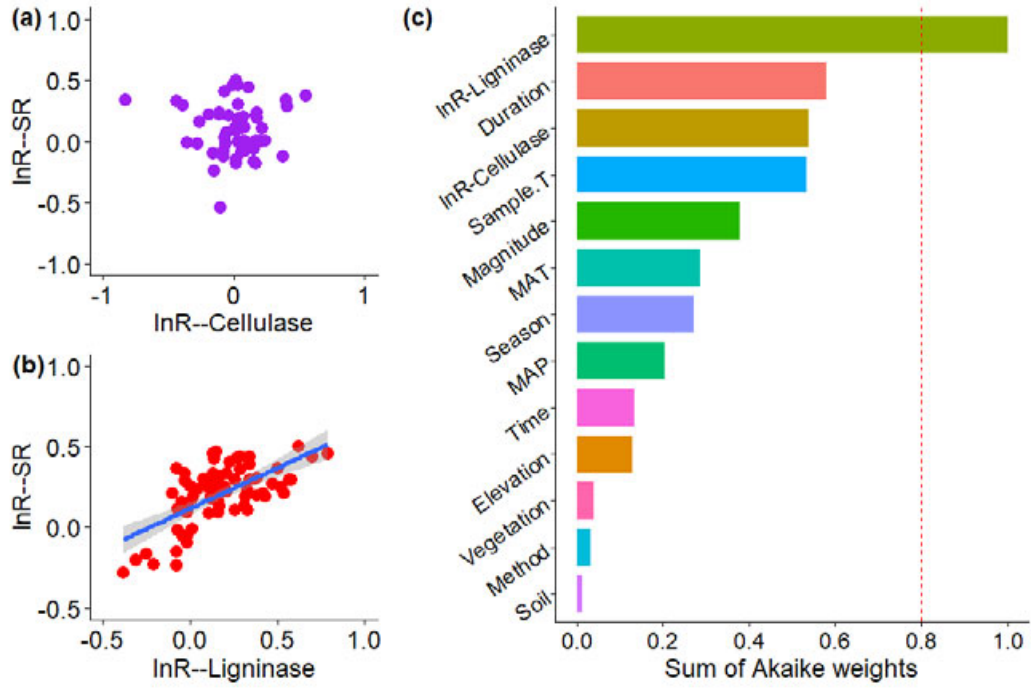 (a)
1.0
0.5
0.0
-0.5
-1.0
lnR--SR
-1
0
1
lnR--Cellulase
(b)
1.0
0.5
0.0
-0.5
lnR--SR
-0.5
0.0
0.5
1.0
lnR--Ligninase
(c)
lnR-Ligninase
Duration
lnR-Cellulase
Sample.T
Magnitude
MAT
Season
MAP
Time
Elevation
Vegetation
Method
Soil
0.0
0.2
0.4
0.6
0.8
1.0
Sum of Akaike weights